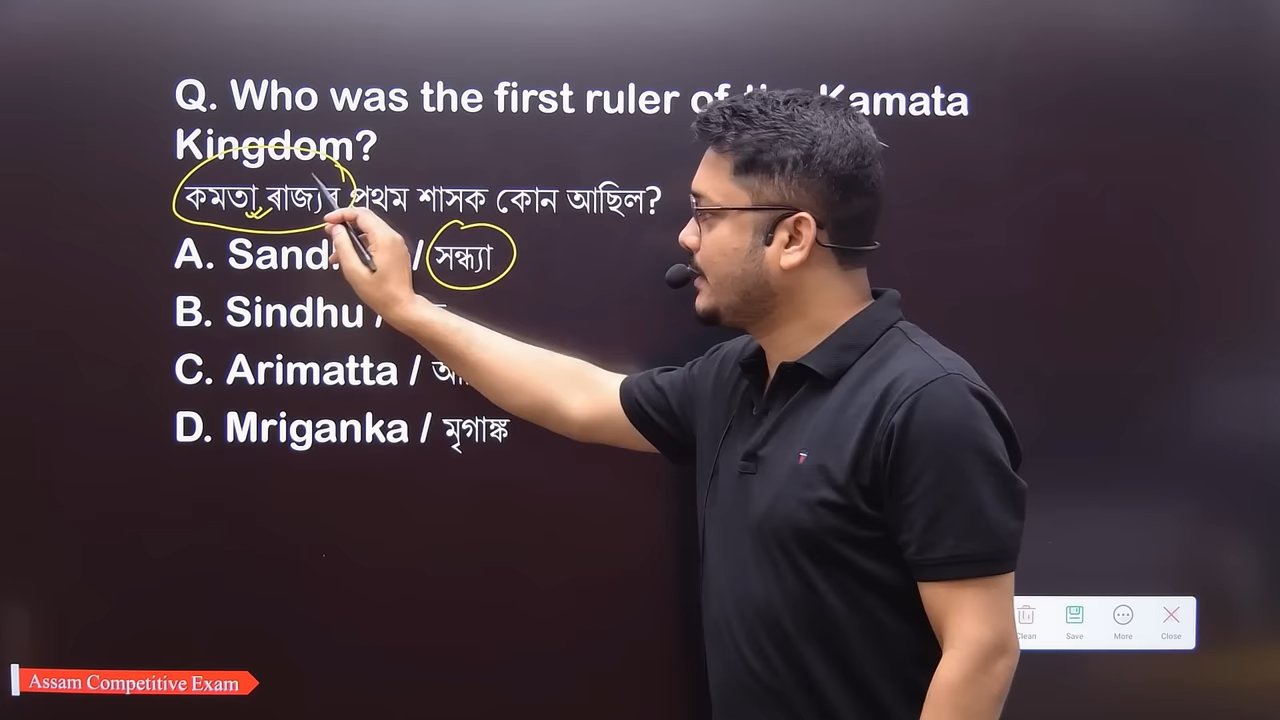 Q. Who was the first ruler of Kamata
Kingdom?
কমতা ৰাজ্যৰ প্ৰথম শাসক কোন আছিল?
A. / সন্ধ্যা
B. Sindhu /
C. Arimatta /
D. Mriganka / মৃগাঙ্ক
Clean Save More Close
Assam Competitive Exam